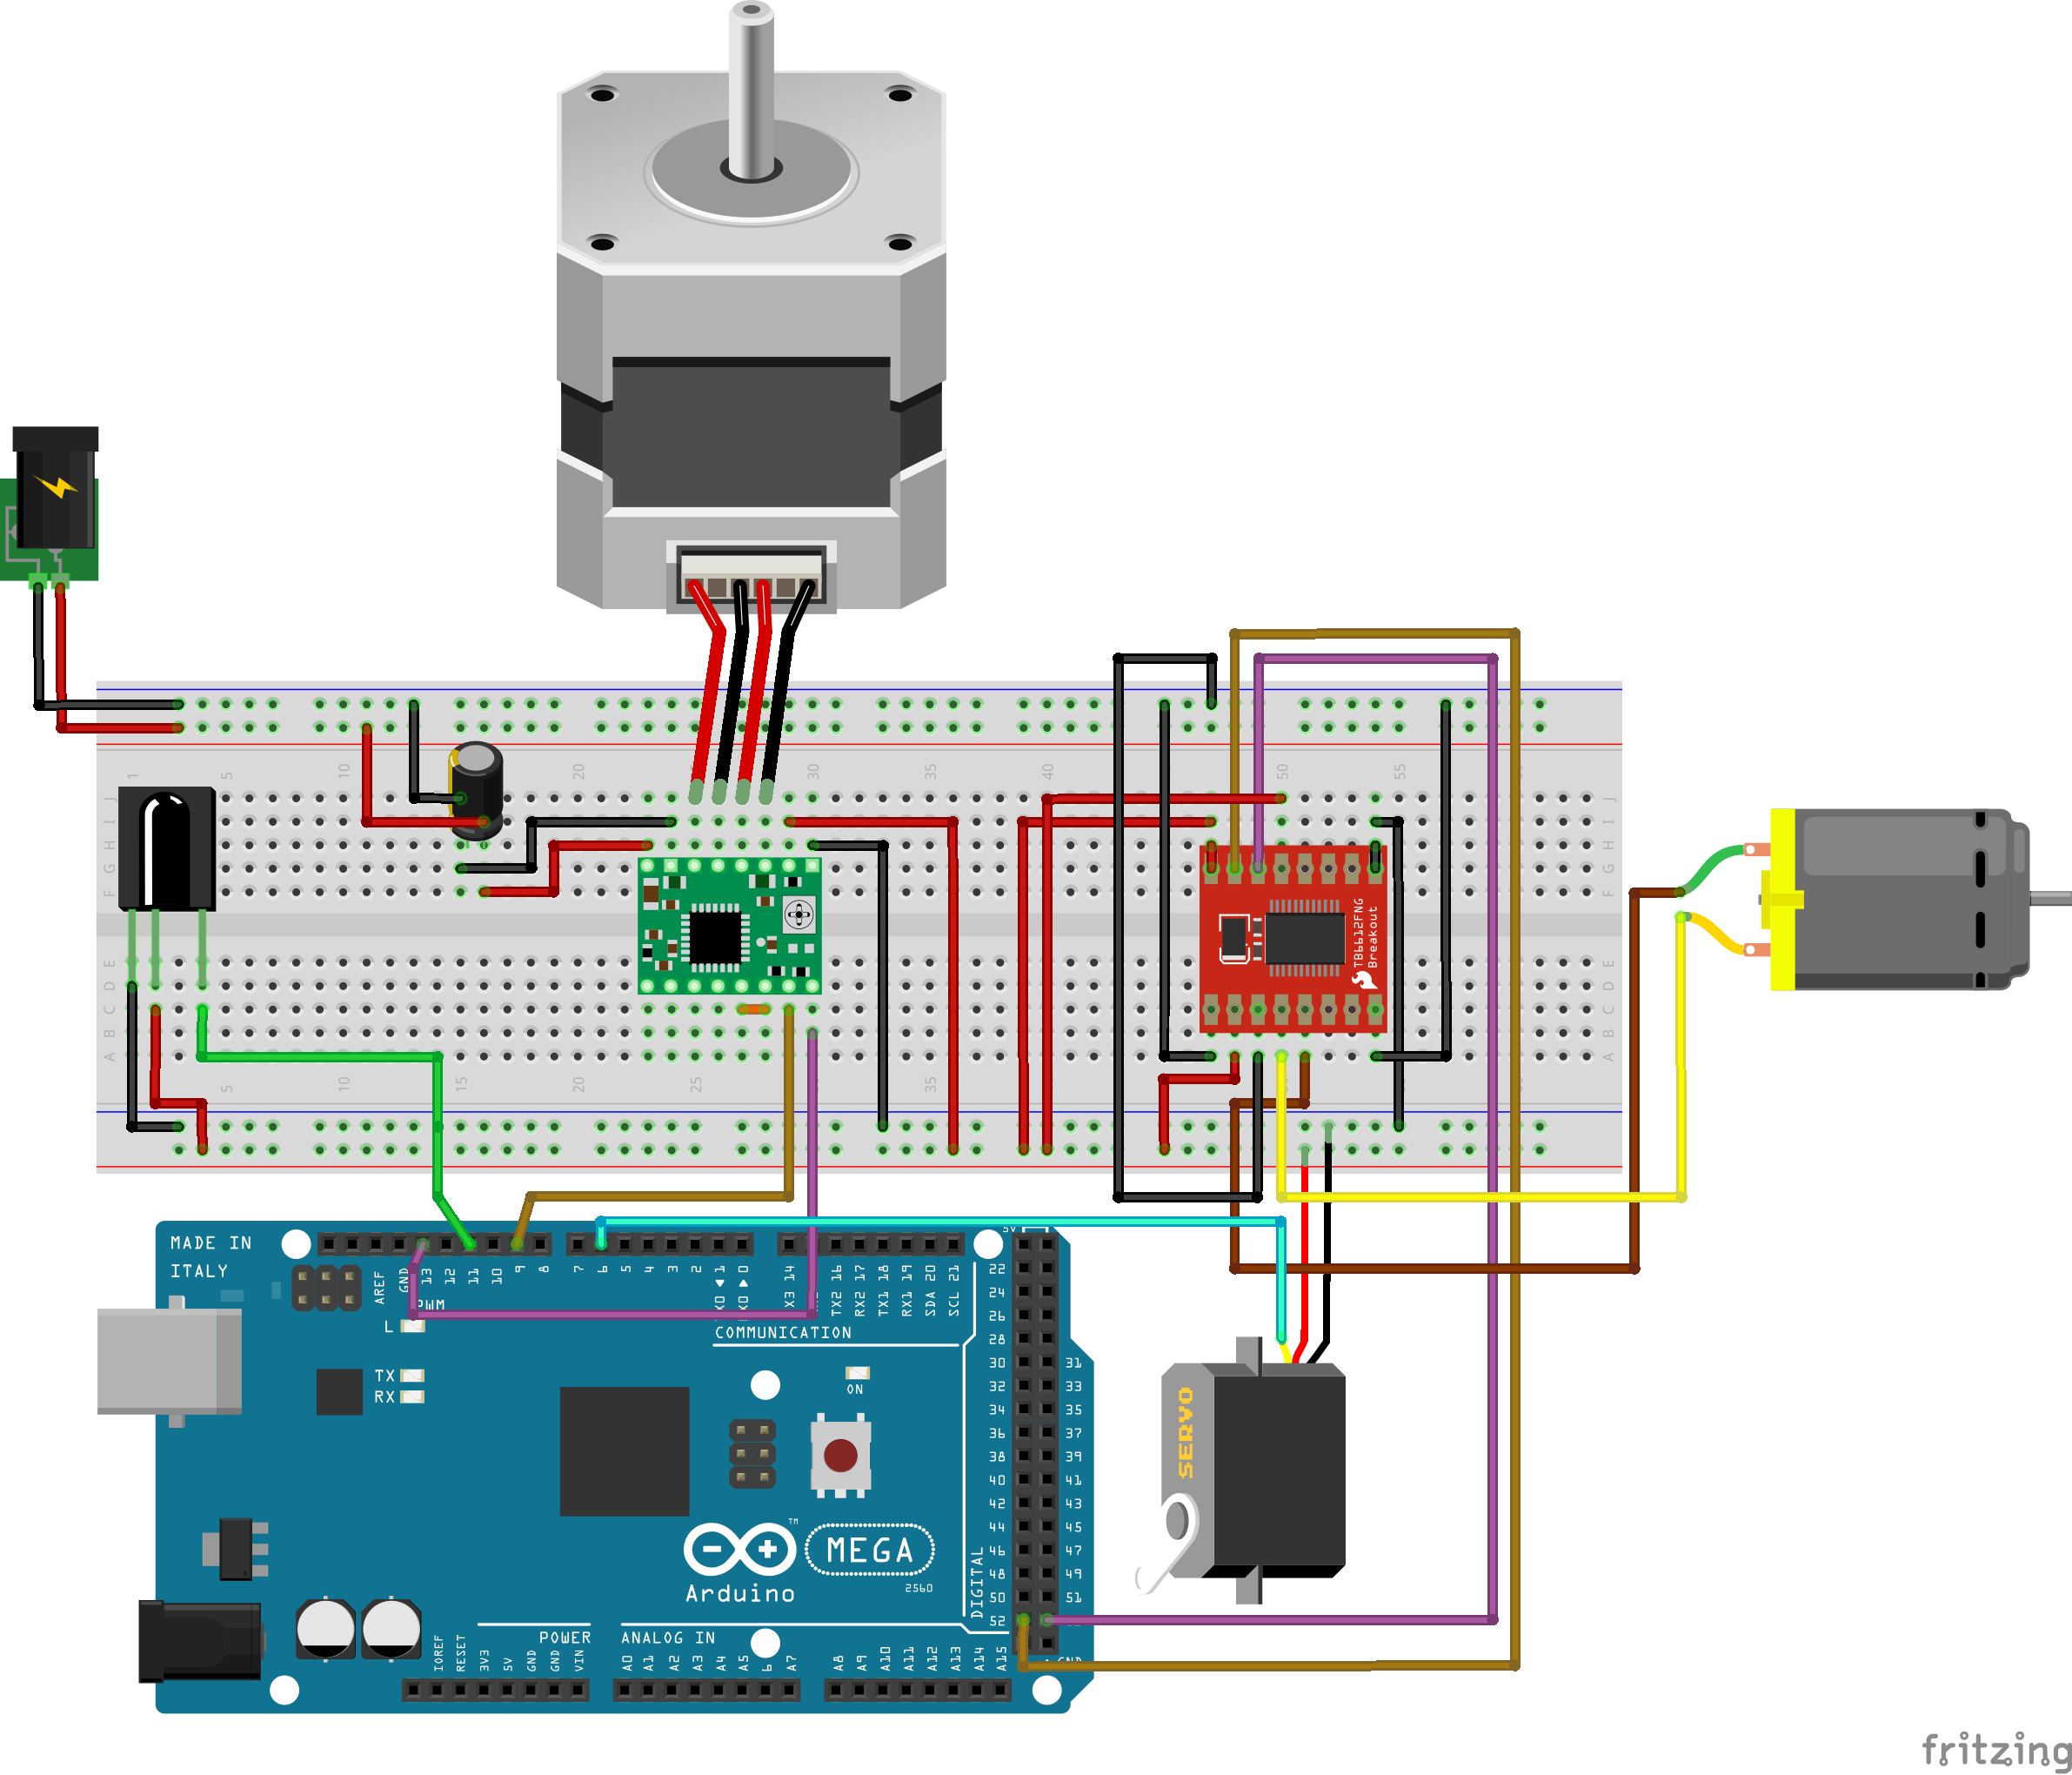 1 5 10 15 20 25 30 35 40 50 55
J
I
H
G
F
E
D
C
B
A
J
I
H
G
F
E
D
C
B
A
TB6612FNG
Breakout
5 10 15 20 25 35
MADE IN
ITALY
AREF
GND
13
12
11
10
9
8
7
6
5
4
3
2
TX0 ▶ 1
RX0 ◀ 0
TX3 14
TX2 16
RX2 17
TX1 18
RX1 19
SDA 20
SCL 21
5V
PWM
L
COMMUNICATION
TX
RX
ON
22
24
26
28
30 31
32 33
34 35
36 37
38 39
40 41
42 43
44 45
46 47
48 49
50 51
52
DIGITAL
GND
SERVO
TM
MEGA
2560
Arduino
POWER
ANALOG IN
IOREF
RESET
3V3
5V
GND
GND
VIN
A0
A1
A2
A3
A4
A5
6
A7
A8
A9
A10
A11
A12
A13
A14
A15
fritzing